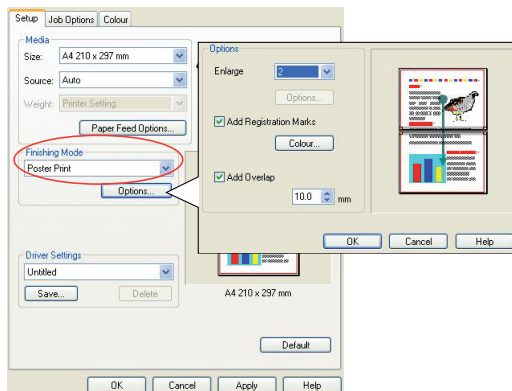 Setup Job Options Colour
Media
Size: A4 210 x 297 mm
Source: Auto
Weight: Printer Setting
Paper Feed Options...
Finishing Mode
Poster Print
Options...
Driver Settings
Untitled
Save... Delete
A4 210 x 297 mm
Default
OK Cancel Apply Help
Options
Enlarge 2
Options...
Add Registration Marks
Colour...
Add Overlap
10.0 mm
OK Cancel Help